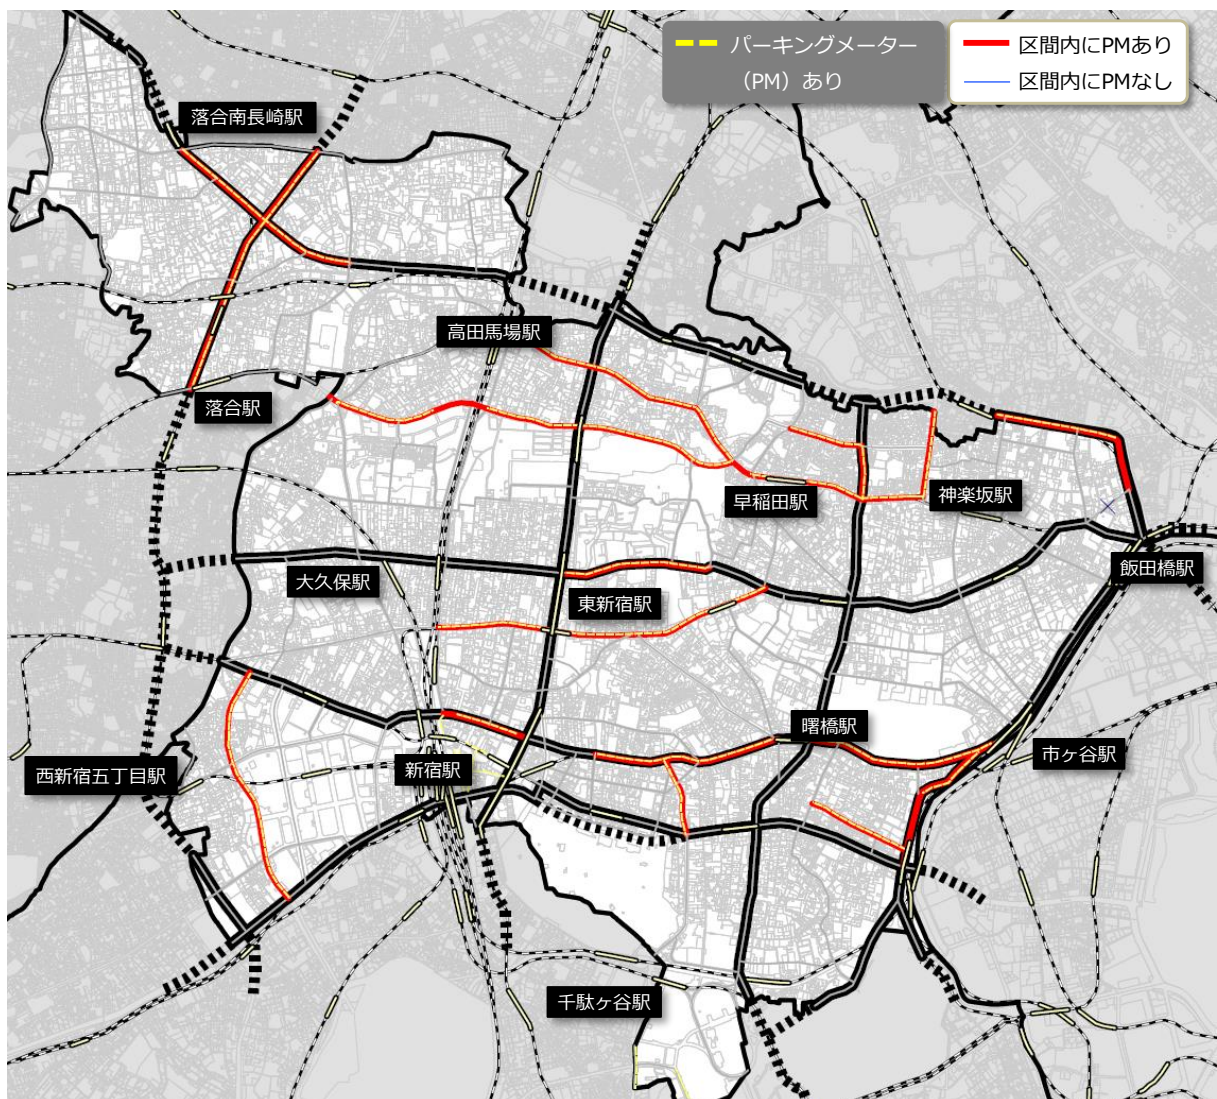 パーキングメーター
（PM）あり
区間内にPMあり
区間内にPMなし
落合南長崎駅
高田馬場駅
落合駅
早稲田駅
神楽坂駅
飯田橋駅
大久保駅
東新宿駅
曙橋駅
市ヶ谷駅
西新宿五丁目駅
新宿駅
千駄ヶ谷駅